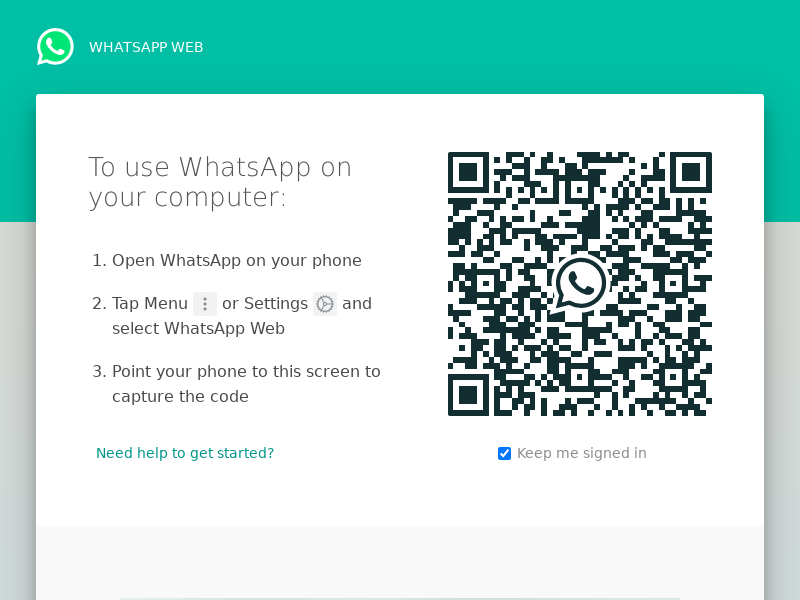 WHATSAPP WEB
To use WhatsApp on
your computer:
1. Open WhatsApp on your phone
2. Tap Menu or Settings and
select WhatsApp Web
3. Point your phone to this screen to
capture the code
Need help to get started?
Keep me signed in